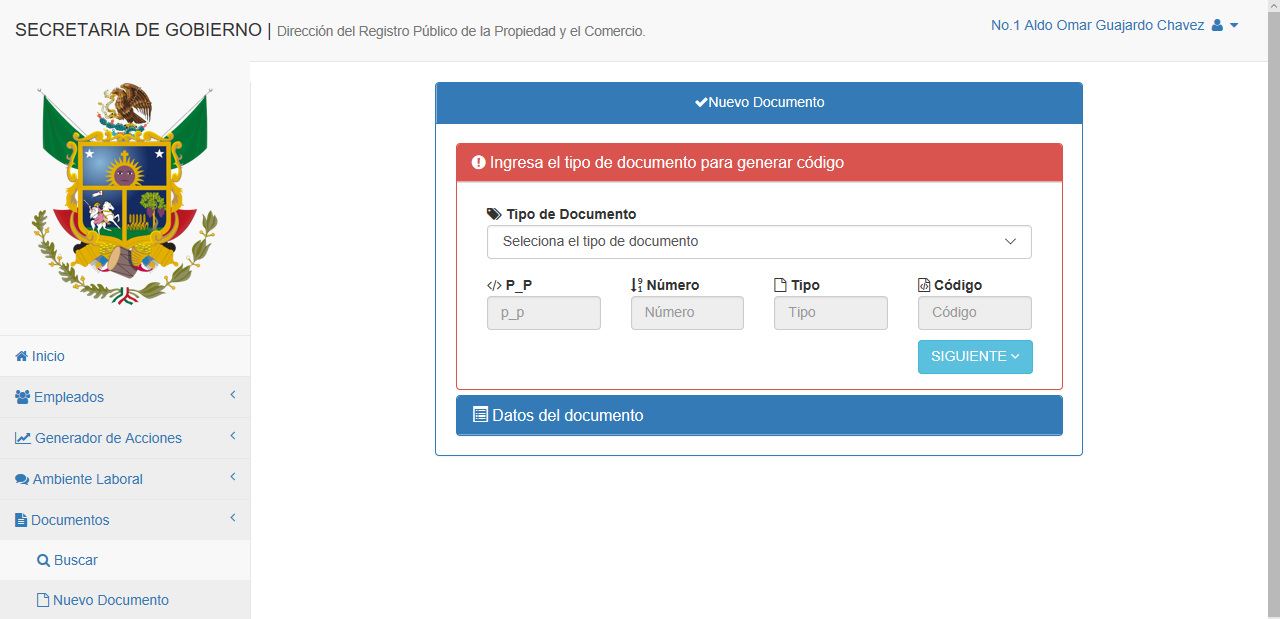 SECRETARIA DE GOBIERNO | Dirección del Registro Público de la Propiedad y el Comercio.
No.1 Aldo Omar Guajardo Chavez
Inicio
Empleados
Generador de Acciones
Ambiente Laboral
Documentos
Buscar
Nuevo Documento
Nuevo Documento
Ingresa el tipo de documento para generar código
Tipo de Documento
Seleciona el tipo de documento
P_P Número Tipo Código
p_p Número Tipo Código
SIGUIENTE
Datos del documento